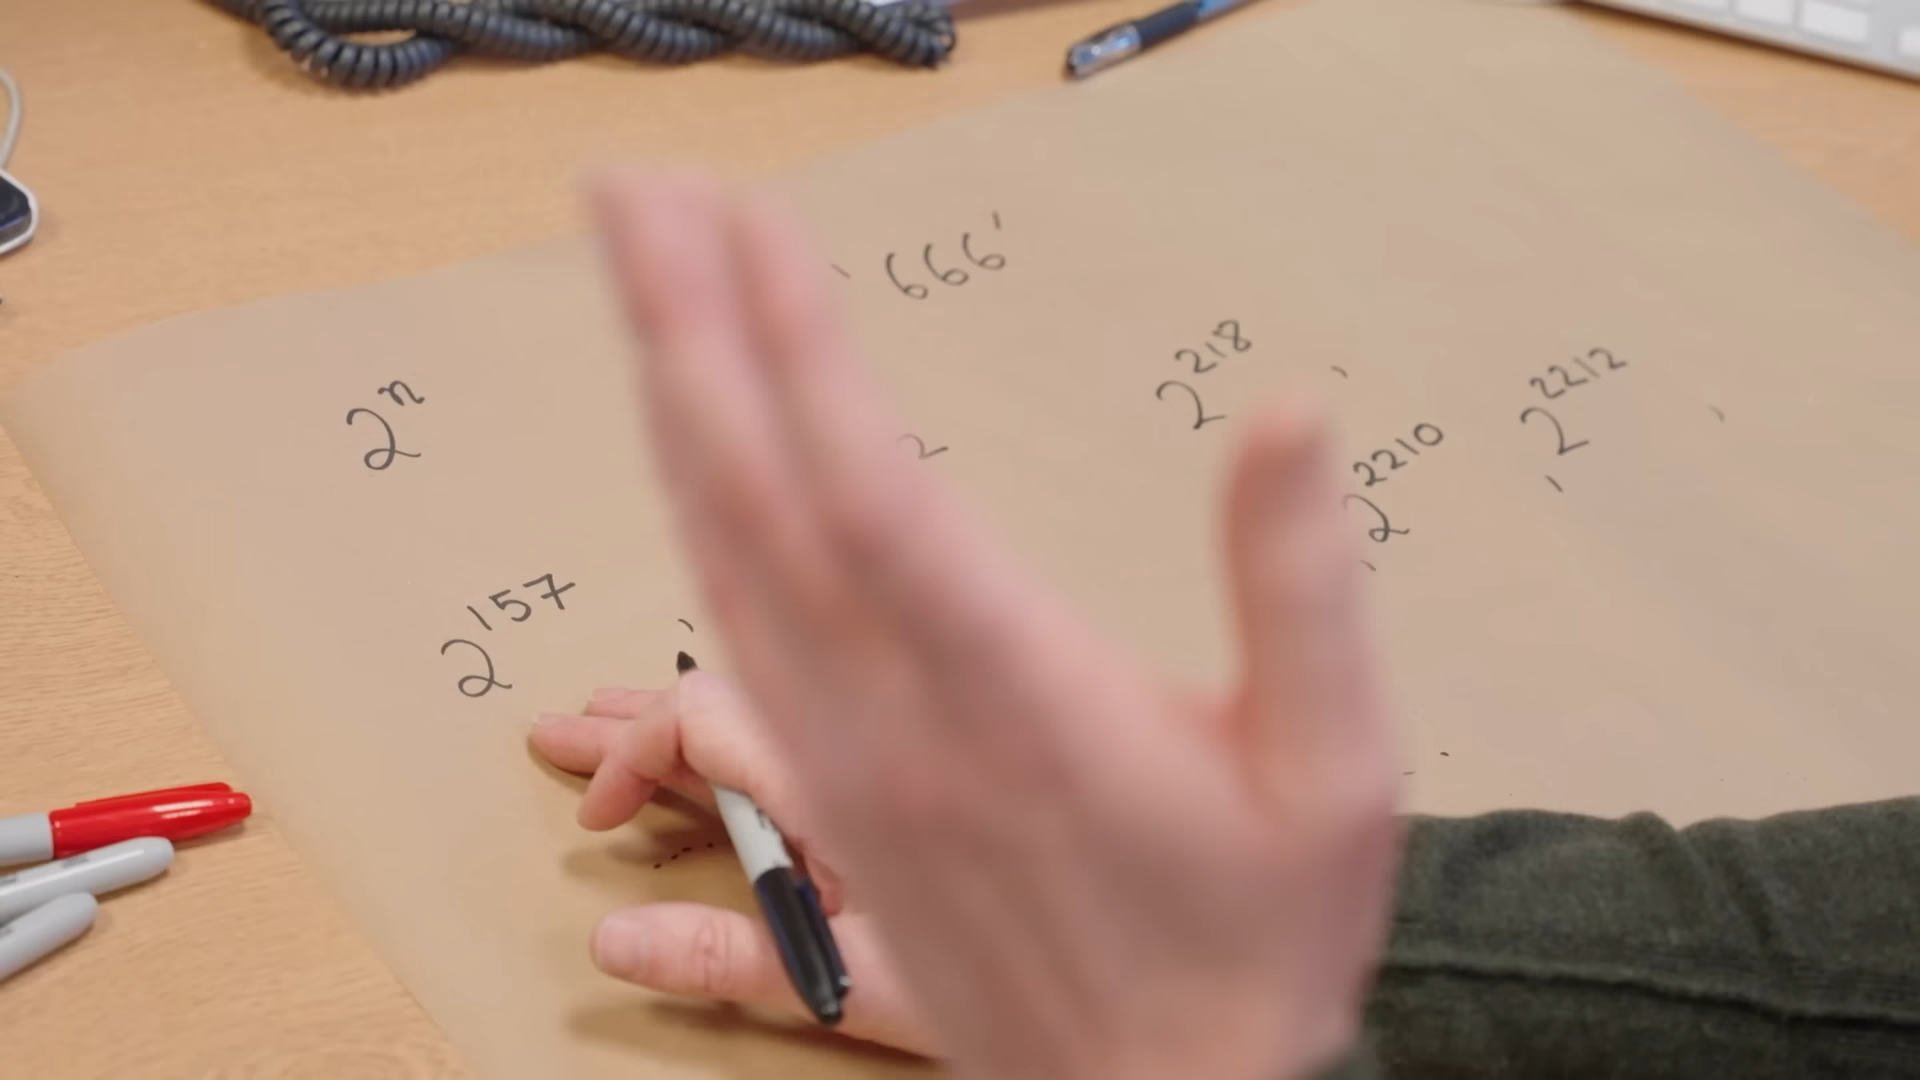 ' 666 '
2^n 2 2^218 , , 2^2210 , 2^2212 ,
2^157 ,